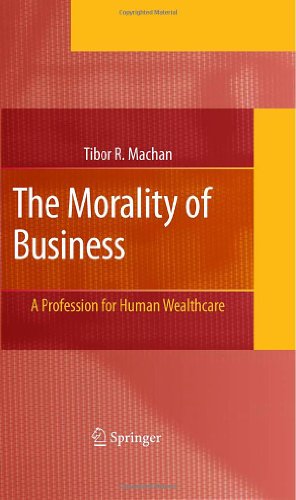 Tibor R. Machan
The Morality of
Business
A Profession for Human Wealthcare
Springer